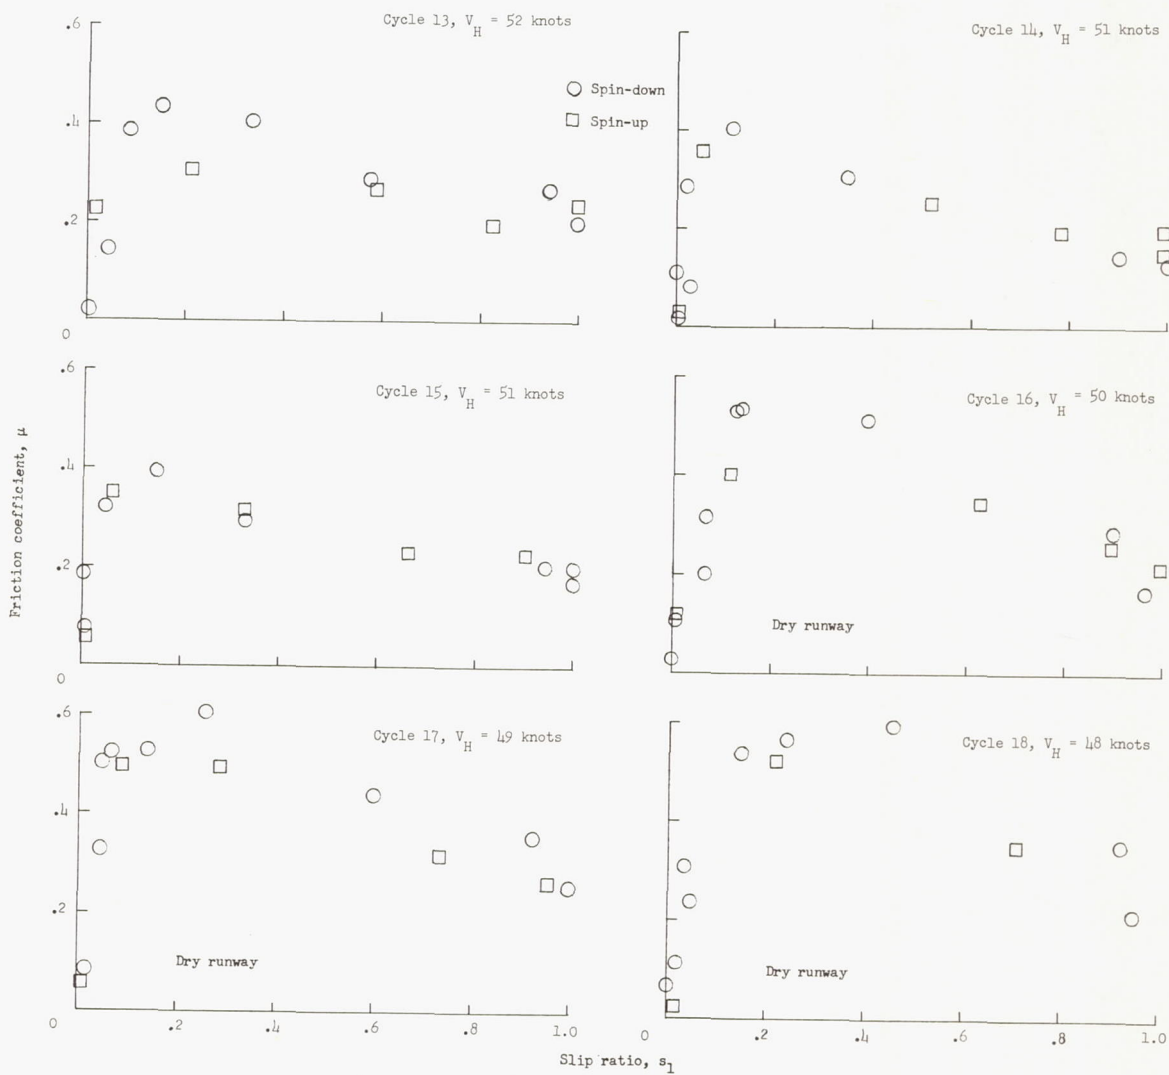 Cycle 13, V_H = 52 knots
Cycle 14, V_H = 51 knots
.6
.4
.2
0
Spin-down
Spin-up
Cycle 15, V_H = 51 knots
Cycle 16, V_H = 50 knots
.6
.4
.2
0
Dry runway
Friction coefficient, μ
Cycle 17, V_H = 49 knots
Cycle 18, V_H = 48 knots
.6
.4
.2
0
Dry runway
Dry runway
.2 .4 .6 .8 1.0
0 .2 .4 .6 .8 1.0
Slip ratio, s_1